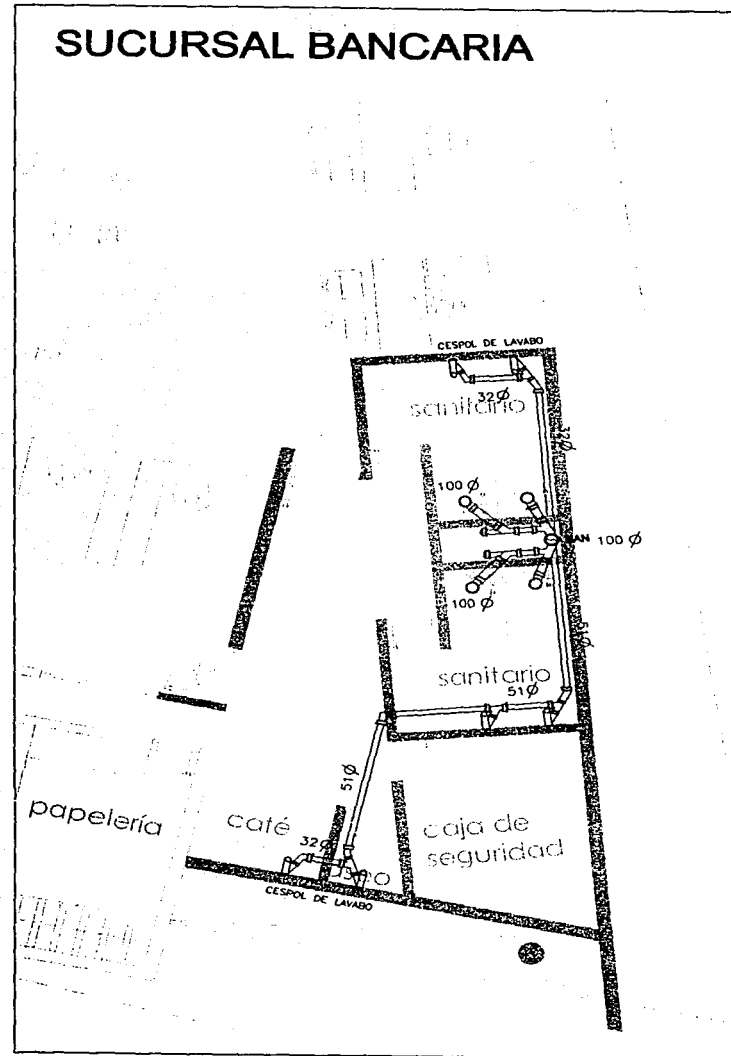 SUCURSAL BANCARIA
CESPOL DE LAVABO
32Ø
sanitario
32Ø
100 Ø
100 Ø
100 Ø
51Ø
sanitario
51Ø
51Ø
papelería
café
32Ø
caja de
seguridad
CESPOL DE LAVABO